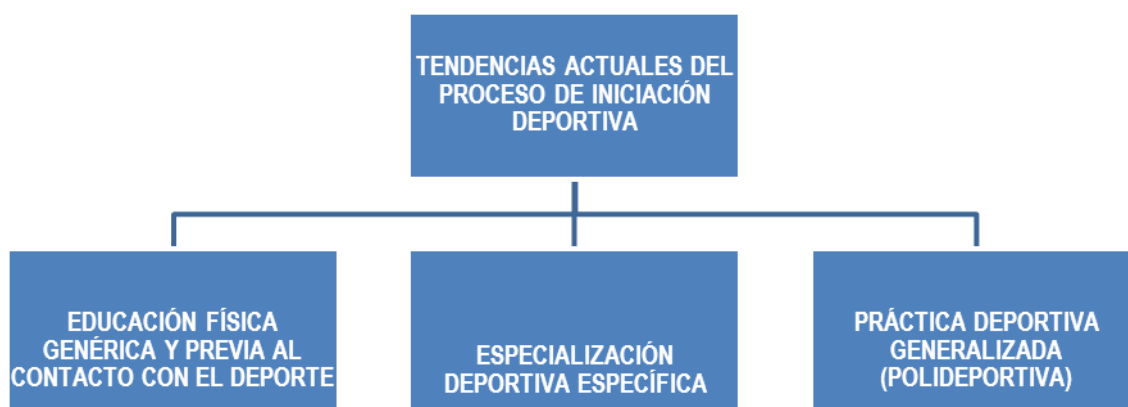 TENDENCIAS ACTUALES DEL
PROCESO DE INICIACIÓN
DEPORTIVA
EDUCACIÓN FÍSICA
GENÉRICA Y PREVIA AL
CONTACTO CON EL DEPORTE
ESPECIALIZACIÓN
DEPORTIVA ESPECÍFICA
PRÁCTICA DEPORTIVA
GENERALIZADA
(POLIDEPORTIVA)